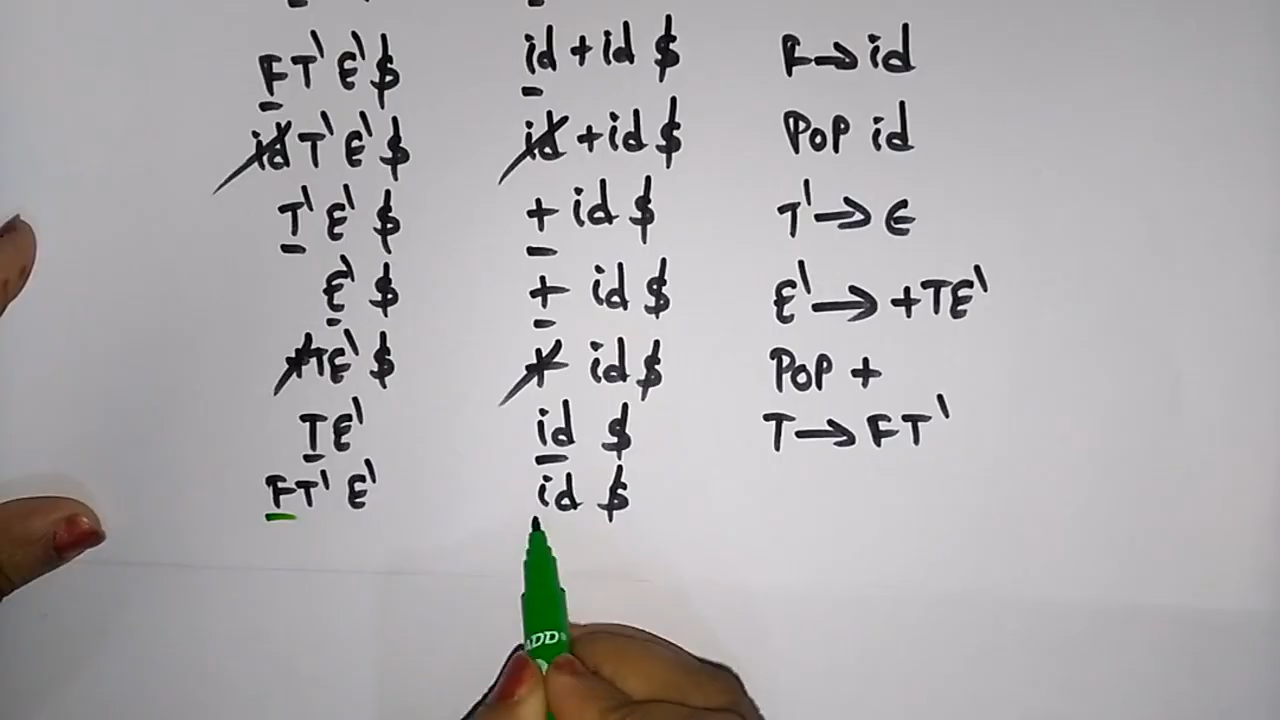 FT'E'$ id+id $ F→id
idT'E'$ id+id$ POP id
T'E'$ + id $ T'→ϵ
E'$ + id $ E'→+TE'
+TE'$ + id $ POP +
TE' id $ T→FT'
FT'E' id $
ADD